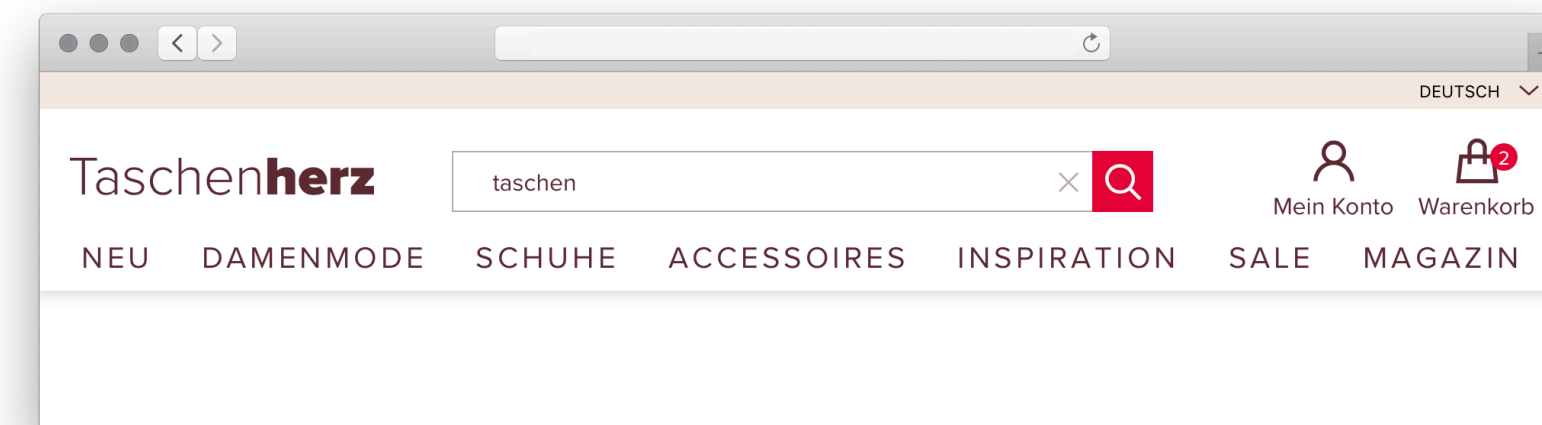 DEUTSCH
Taschenherz
taschen
2
Mein Konto Warenkorb
NEU DAMENMODE SCHUHE ACCESSOIRES INSPIRATION SALE MAGAZIN